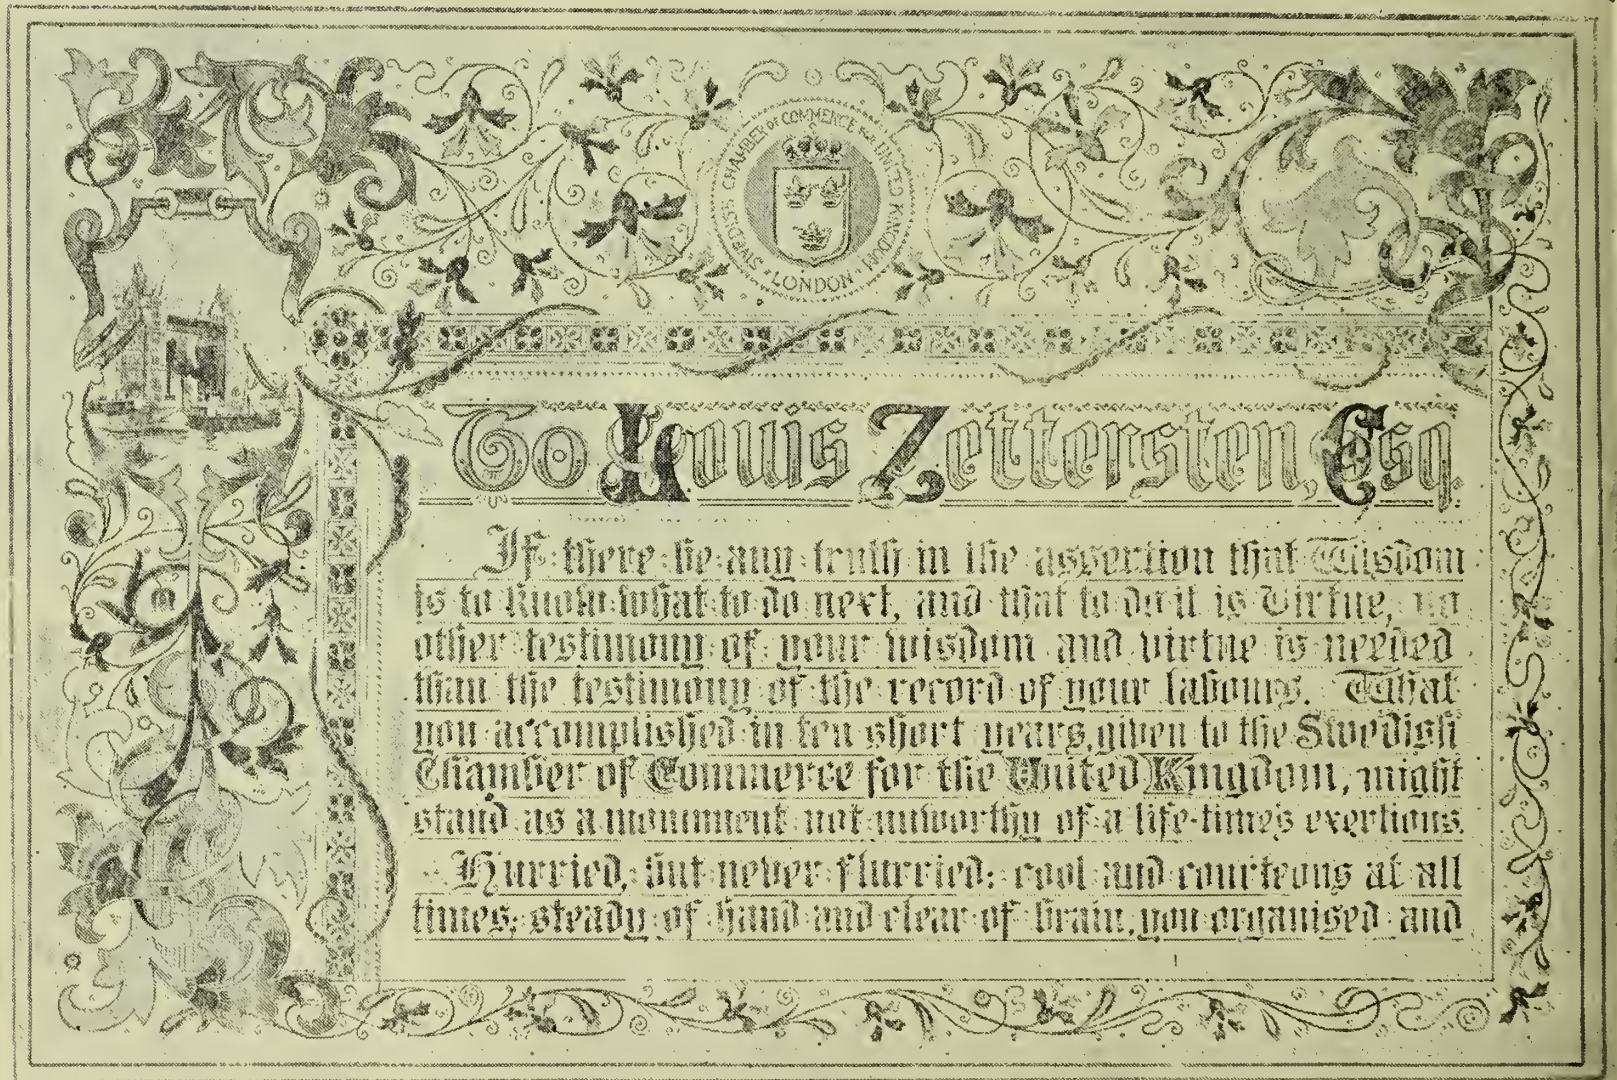 SWEDISH CHAMBER OF COMMERCE FOR UNITED KINGDOM
• LONDON •
To Louis Zettersten, Esq.
If there be any truth in the assertion that Wisdom
is to know what to do next, and that to do it is Virtue, no
other testimony of your wisdom and virtue is needed
than the testimony of the record of your labours. What
you accomplished in ten short years, given to the Swedish
Chamber of Commerce for the United Kingdom, might
stand as a monument not unworthy of a life-time's exertions.
Hurried, but never flurried; cool and courteous at all
times; steady of hand and clear of brain, you organised and